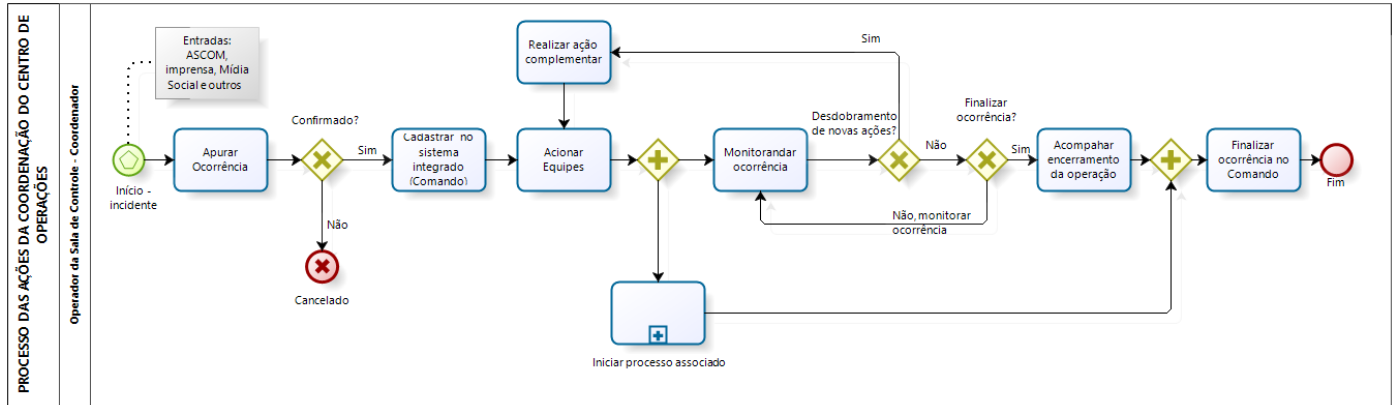 PROCESSO DAS AÇÕES DA COORDENAÇÃO DO CENTRO DE
OPERAÇÕES
Operador da Sala de Controle - Coordenador
Entradas:
ASCOM,
imprensa, Mídia
Social e outros
Início -
incidente
Apurar
Ocorrência
Confirmado?
Sim
Não
Cancelado
Cadastrar no
sistema
integrado
(Comando)
Realizar ação
complementar
Acionar
Equipes
Iniciar processo associado
Monitorandar
ocorrência
Sim
Desdobramento
de novas ações?
Não
Finalizar
ocorrência?
Sim
Não, monitorar
ocorrência
Acompahar
encerramento
da operação
Finalizar
ocorrência no
Comando
Fim